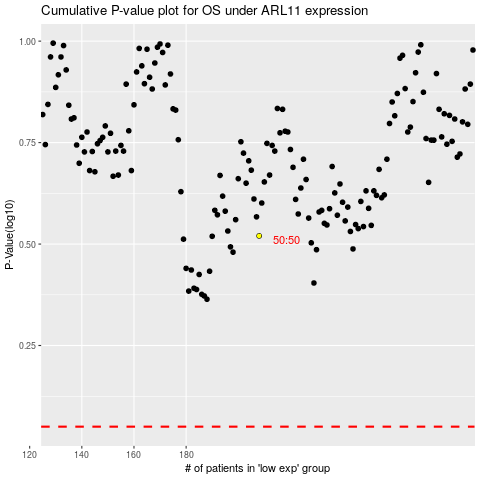 Cumulative P-value plot for OS under ARL11 expression
P-Value(log10)
1.00
0.75
0.50
0.25
50:50
120 140 160 180
# of patients in 'low exp' group